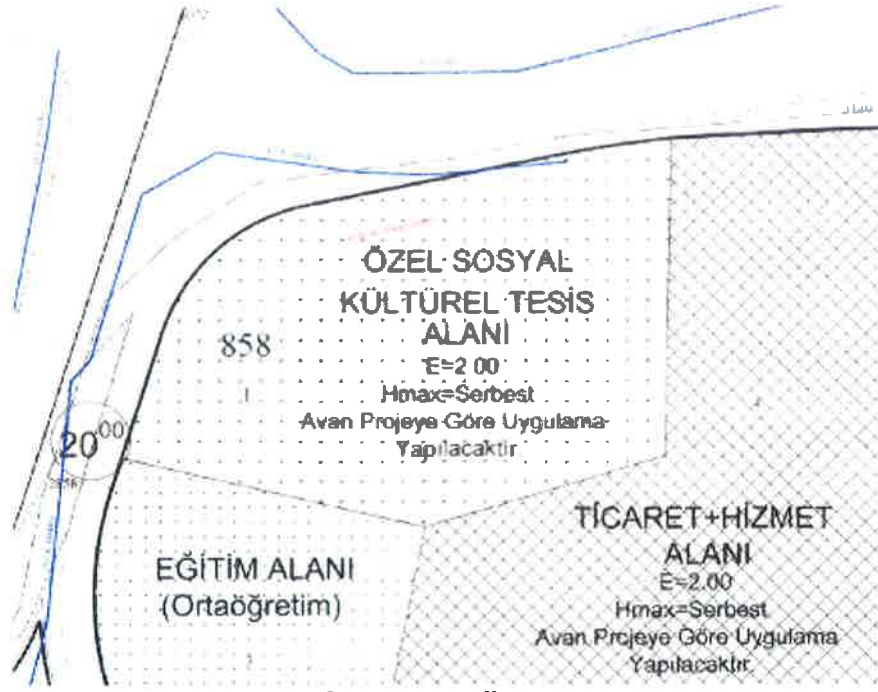 ÖZEL SOSYAL
KÜLTÜREL TESİS
ALANI
E=2 00
Hmax=Serbest
Avan Projeye Göre Uygulama
Yapılacaktır
858
1
20⁰⁰
EĞİTİM ALANI
(Ortaöğretim)
TİCARET+HİZMET
ALANI
E=2.00
Hmax=Serbest
Avan Projeye Göre Uygulama
Yapılacaktır.